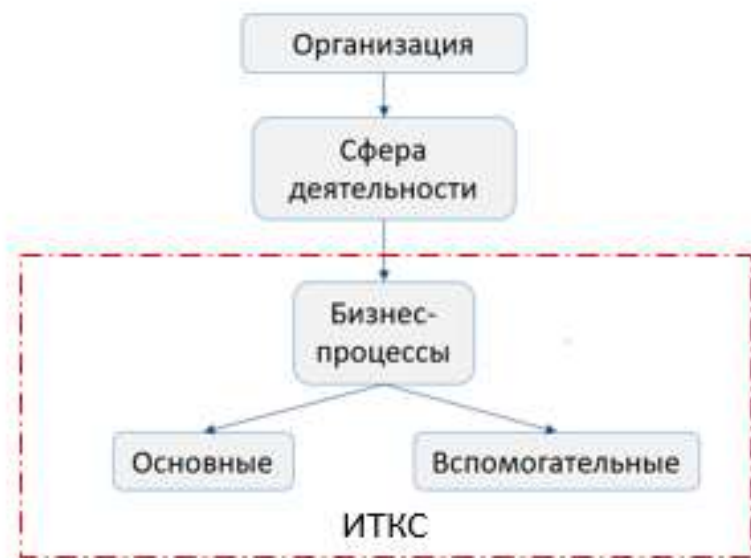 Организация
Сфера
деятельности
Бизнес-
процессы
Основные
Вспомогательные
ИТКС